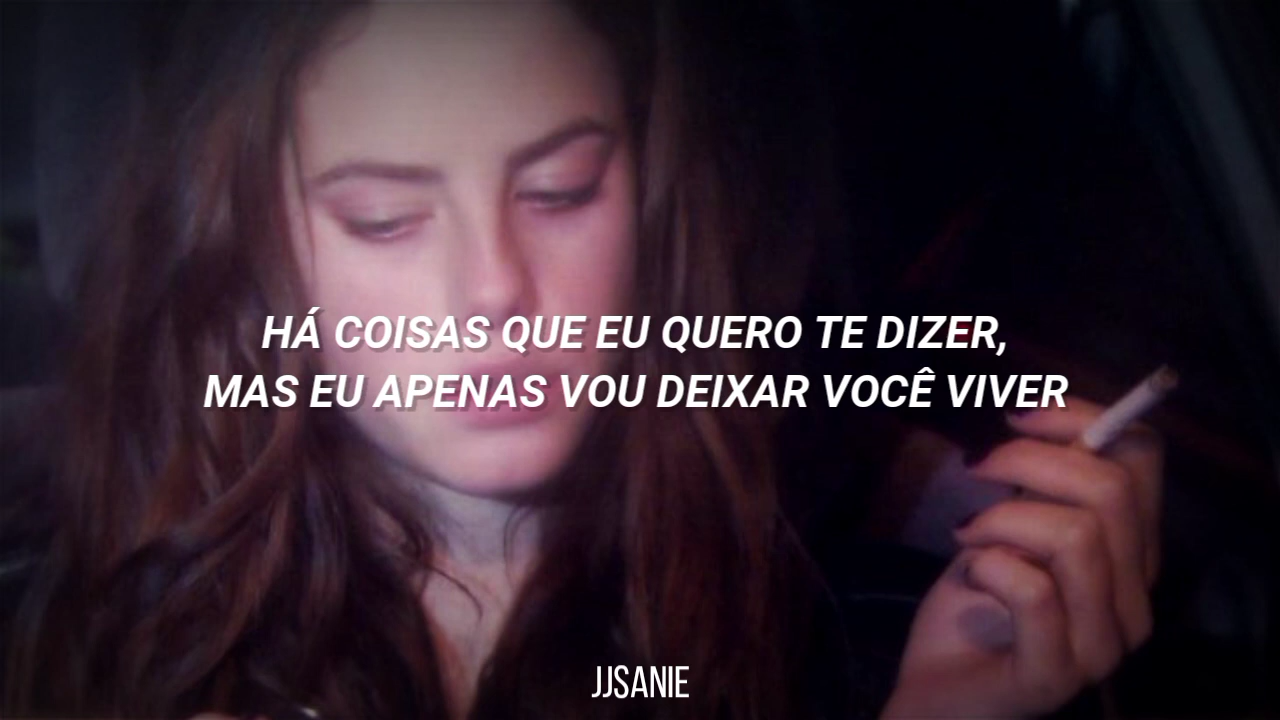 HÁ COISAS QUE EU QUERO TE DIZER,
MAS EU APENAS VOU DEIXAR VOCÊ VIVER
JJSANIE